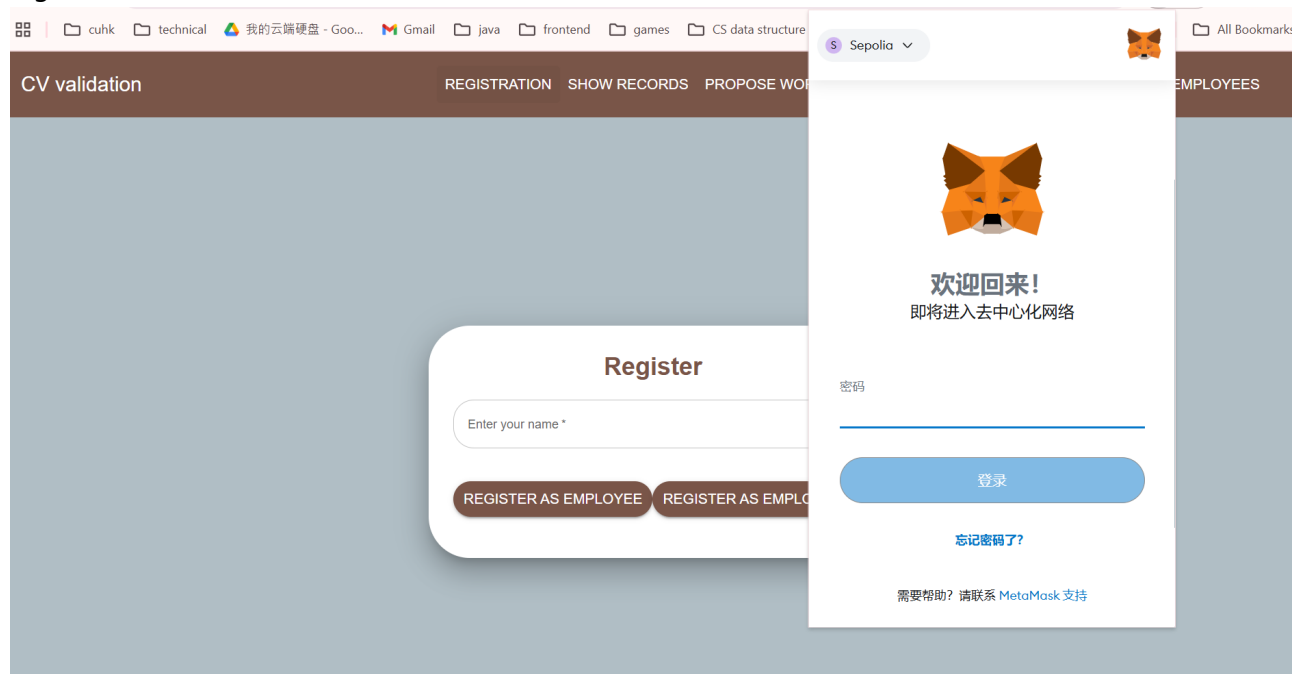 cuhk technical 我的云端硬盘 - Goo... Gmail java frontend games CS data structure All Bookmarks
S Sepolia
CV validation REGISTRATION SHOW RECORDS PROPOSE WOR EMPLOYEES
欢迎回来!
即将进入去中心化网络
Register
密码
Enter your name *
登录
REGISTER AS EMPLOYEE REGISTER AS EMPLO
忘记密码了?
需要帮助?请联系 MetaMask 支持